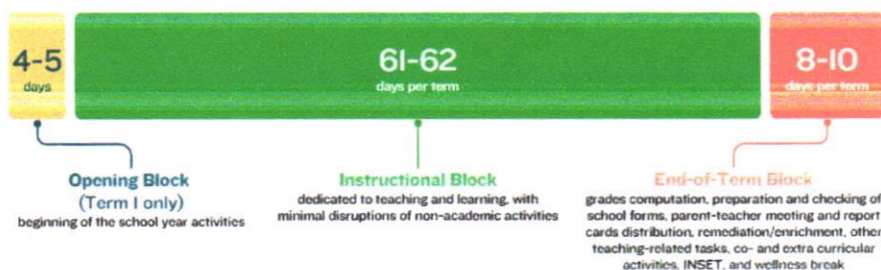 4-5
days
61-62
days per term
8-10
days per term
Opening Block
(Term I only)
beginning of the school year activities
Instructional Block
dedicated to teaching and learning, with
minimal disruptions of non-academic activities
End-of-Term Block
grades computation, preparation and checking of
school forms, parent-teacher meeting and report
cards distribution, remediation/enrichment, other
teaching-related tasks, co- and extra curricular
activities, INSET, and wellness break